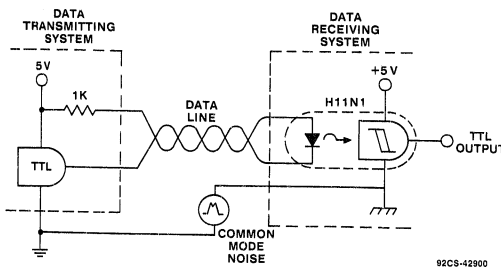 DATA
TRANSMITTING
SYSTEM
DATA
RECEIVING
SYSTEM
5V
+5V
1K
DATA
LINE
H11N1
TTL
TTL
OUTPUT
COMMON
MODE
NOISE
92CS-42900